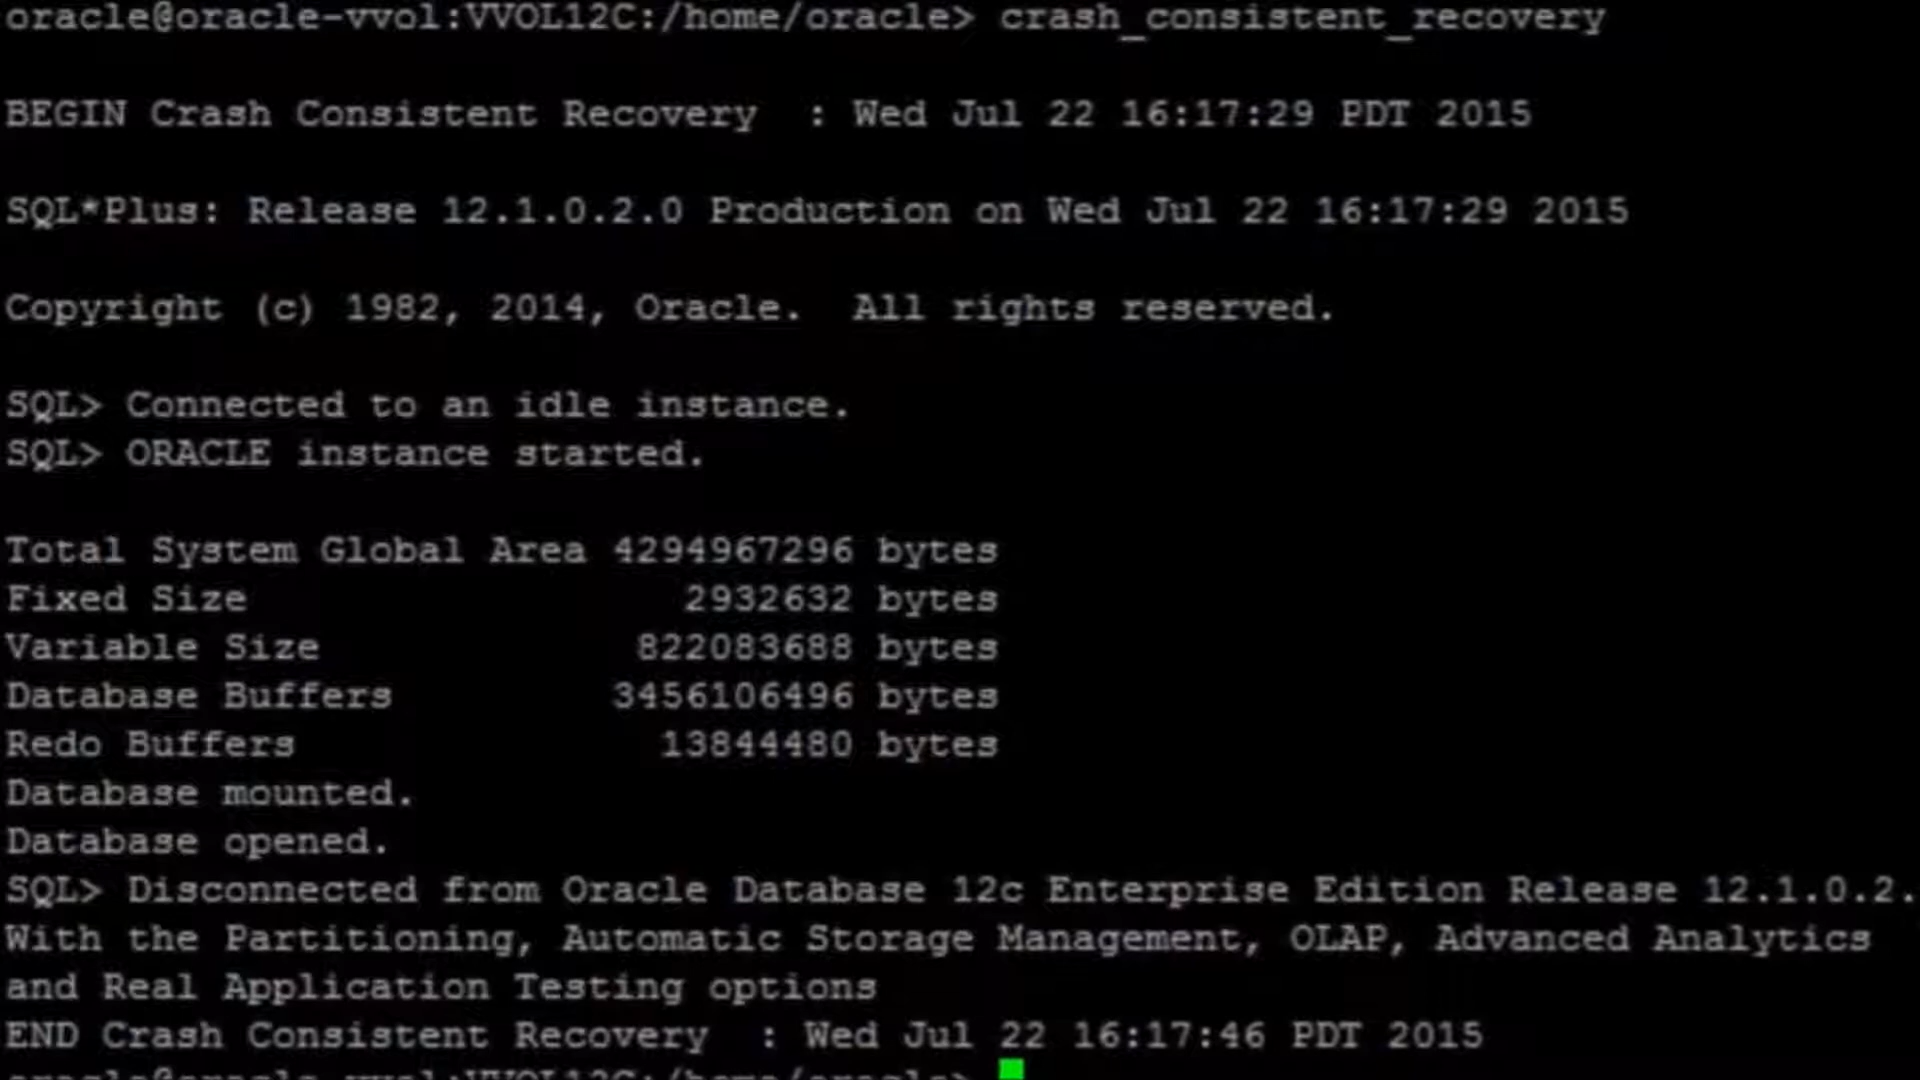 oracle@oracle-vvol:VVOL12C:/home/oracle> crash_consistent_recovery
BEGIN Crash Consistent Recovery  : Wed Jul 22 16:17:29 PDT 2015
SQL*Plus: Release 12.1.0.2.0 Production on Wed Jul 22 16:17:29 2015
Copyright (c) 1982, 2014, Oracle.  All rights reserved.
SQL> Connected to an idle instance.
SQL> ORACLE instance started.
Total System Global Area 4294967296 bytes
Fixed Size                  2932632 bytes
Variable Size             822083688 bytes
Database Buffers         3456106496 bytes
Redo Buffers               13844480 bytes
Database mounted.
Database opened.
SQL> Disconnected from Oracle Database 12c Enterprise Edition Release 12.1.0.2.
With the Partitioning, Automatic Storage Management, OLAP, Advanced Analytics
and Real Application Testing options
END Crash Consistent Recovery  : Wed Jul 22 16:17:46 PDT 2015
oracle@oracle-vvol:VVOL12C:/home/oracle>